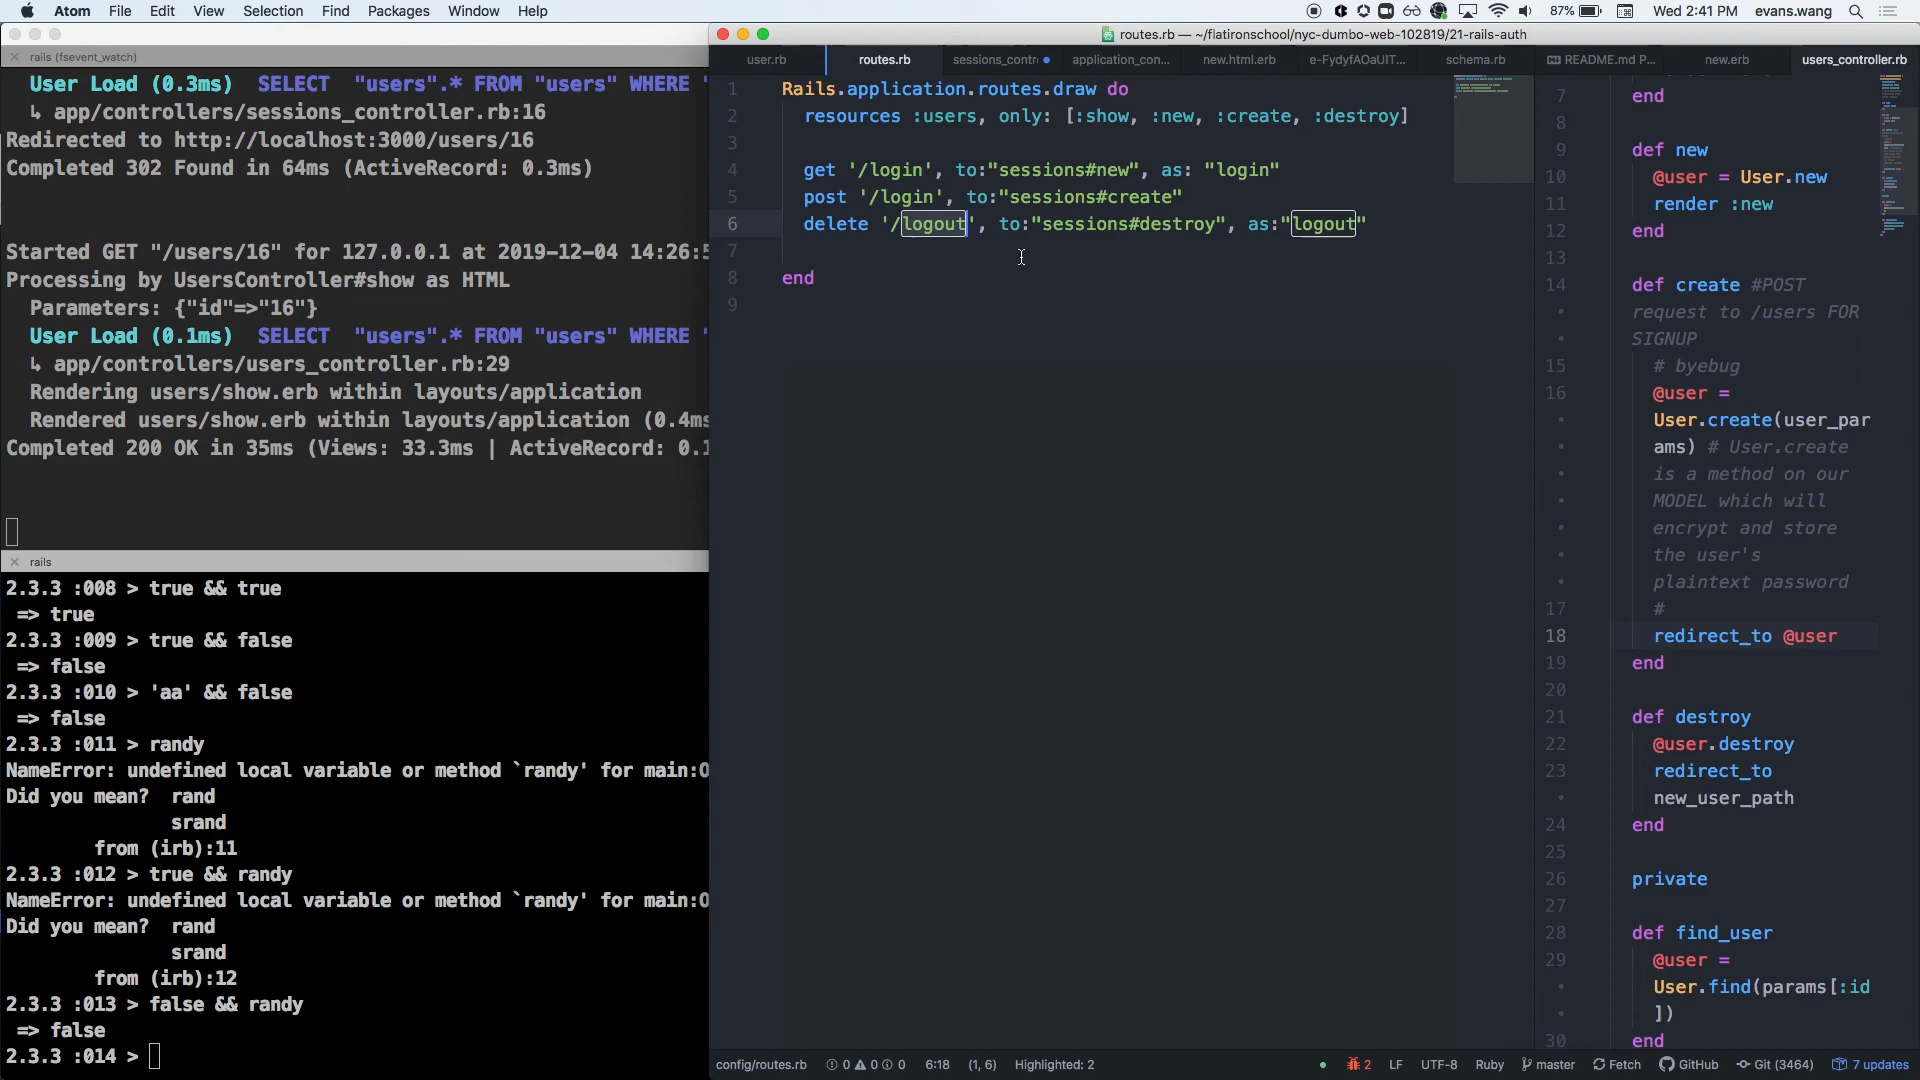 Atom File Edit View Selection Find Packages Window Help 87% Wed 2:41 PM evans.wang
rails (fsevent_watch)
User Load (0.3ms) SELECT "users".* FROM "users" WHERE "
↳ app/controllers/sessions_controller.rb:16
Redirected to http://localhost:3000/users/16
Completed 302 Found in 64ms (ActiveRecord: 0.3ms)
Started GET "/users/16" for 127.0.0.1 at 2019-12-04 14:26:5
Processing by UsersController#show as HTML
Parameters: {"id"=>"16"}
User Load (0.1ms) SELECT "users".* FROM "users" WHERE "
↳ app/controllers/users_controller.rb:29
Rendering users/show.erb within layouts/application
Rendered users/show.erb within layouts/application (0.4ms
Completed 200 OK in 35ms (Views: 33.3ms | ActiveRecord: 0.1
rails
2.3.3 :008 > true && true
=> true
2.3.3 :009 > true && false
=> false
2.3.3 :010 > 'aa' && false
=> false
2.3.3 :011 > randy
NameError: undefined local variable or method `randy' for main:O
Did you mean? rand
srand
from (irb):11
2.3.3 :012 > true && randy
NameError: undefined local variable or method `randy' for main:O
Did you mean? rand
srand
from (irb):12
2.3.3 :013 > false && randy
=> false
2.3.3 :014 >
routes.rb — ~/flatironschool/nyc-dumbo-web-102819/21-rails-auth
user.rb routes.rb sessions_contr application_con... new.html.erb e-FydyfAOaUIT... schema.rb README.md P... new.erb users_controller.rb
1 Rails.application.routes.draw do
2 resources :users, only: [:show, :new, :create, :destroy]
3
4 get '/login', to:"sessions#new", as: "login"
5 post '/login', to:"sessions#create"
6 delete '/logout', to:"sessions#destroy", as:"logout"
7
8 end
9
7 end
8
9 def new
10 @user = User.new
11 render :new
12 end
13
14 def create #POST
request to /users FOR
SIGNUP
15 # byebug
16 @user =
User.create(user_par
ams) # User.create
is a method on our
MODEL which will
encrypt and store
the user's
plaintext password
17 #
18 redirect_to @user
19 end
20
21 def destroy
22 @user.destroy
23 redirect_to
new_user_path
24 end
25
26 private
27
28 def find_user
29 @user =
User.find(params[:id
])
30 end
config/routes.rb 0 0 0 6:18 (1, 6) Highlighted: 2 2 LF UTF-8 Ruby master Fetch GitHub Git (3464) 7 updates